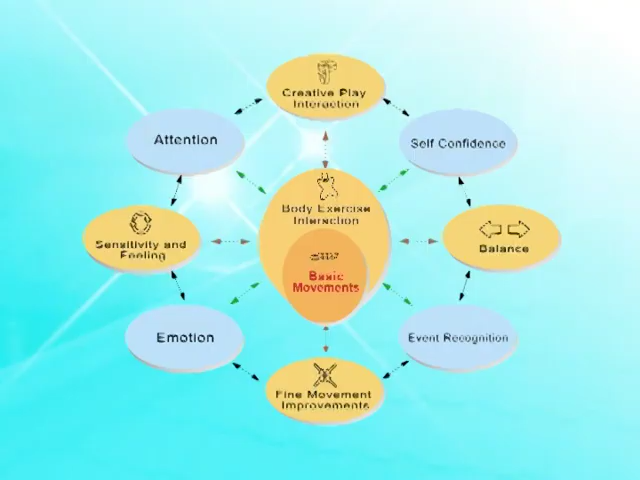 Creative Play
Interaction
Attention
Self Confidence
Body Exercise
Interaction
Sensitivity and
Feeling
Balance
Basic
Movements
Emotion
Event Recognition
Fine Movement
Improvements